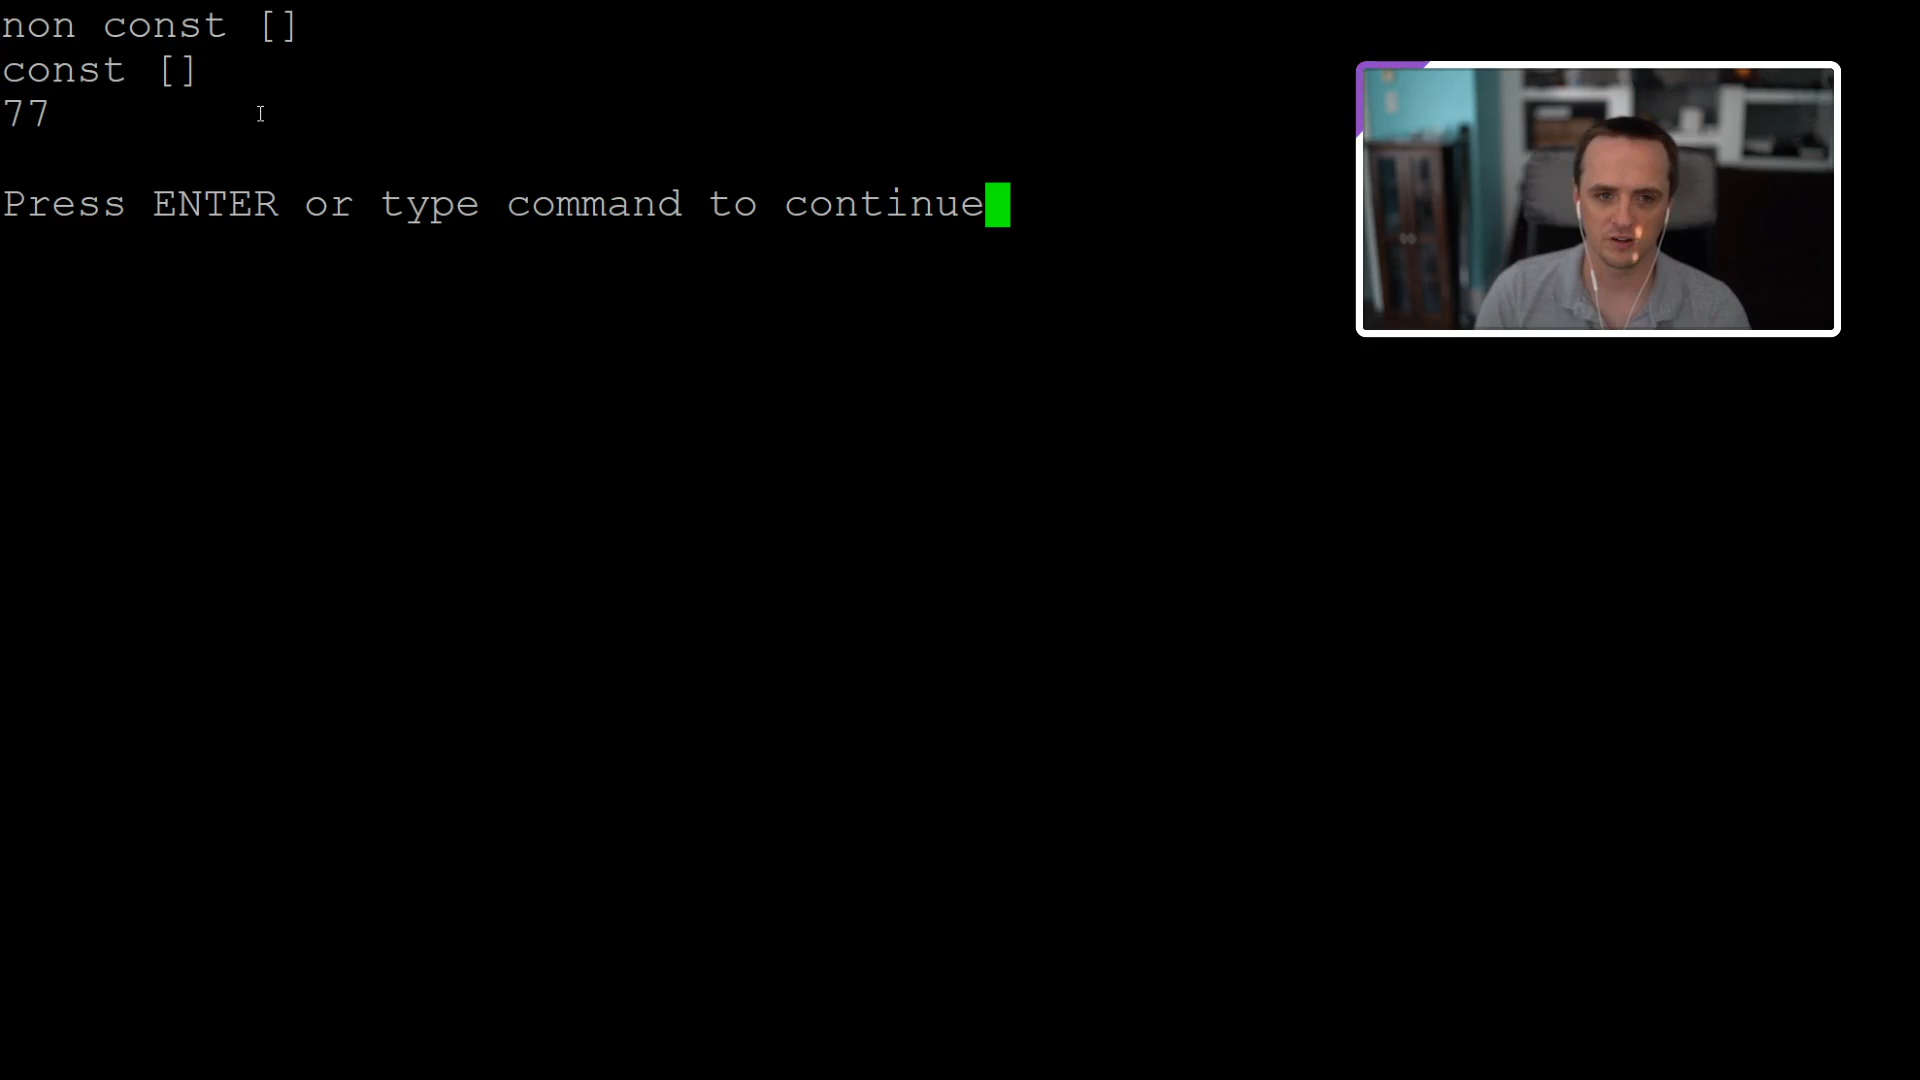 non const []
const []
77
Press ENTER or type command to continue